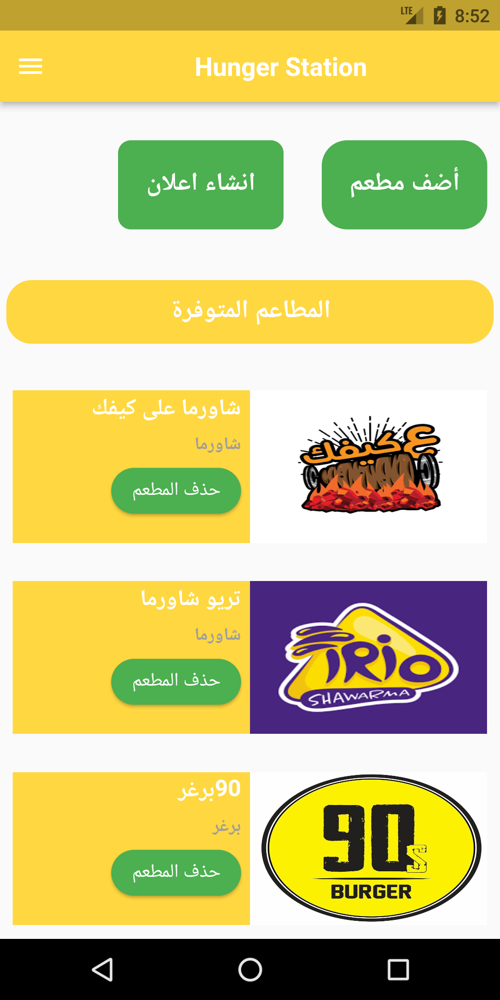 LTE 8:52
Hunger Station
أضف مطعم
انشاء اعلان
المطاعم المتوفرة
ع كيفك
شاورما على كيفك
شاورما
حذف المطعم
TRIO
SHAWARMA
تريو شاورما
شاورما
حذف المطعم
90s
BURGER
90برغر
برغر
حذف المطعم